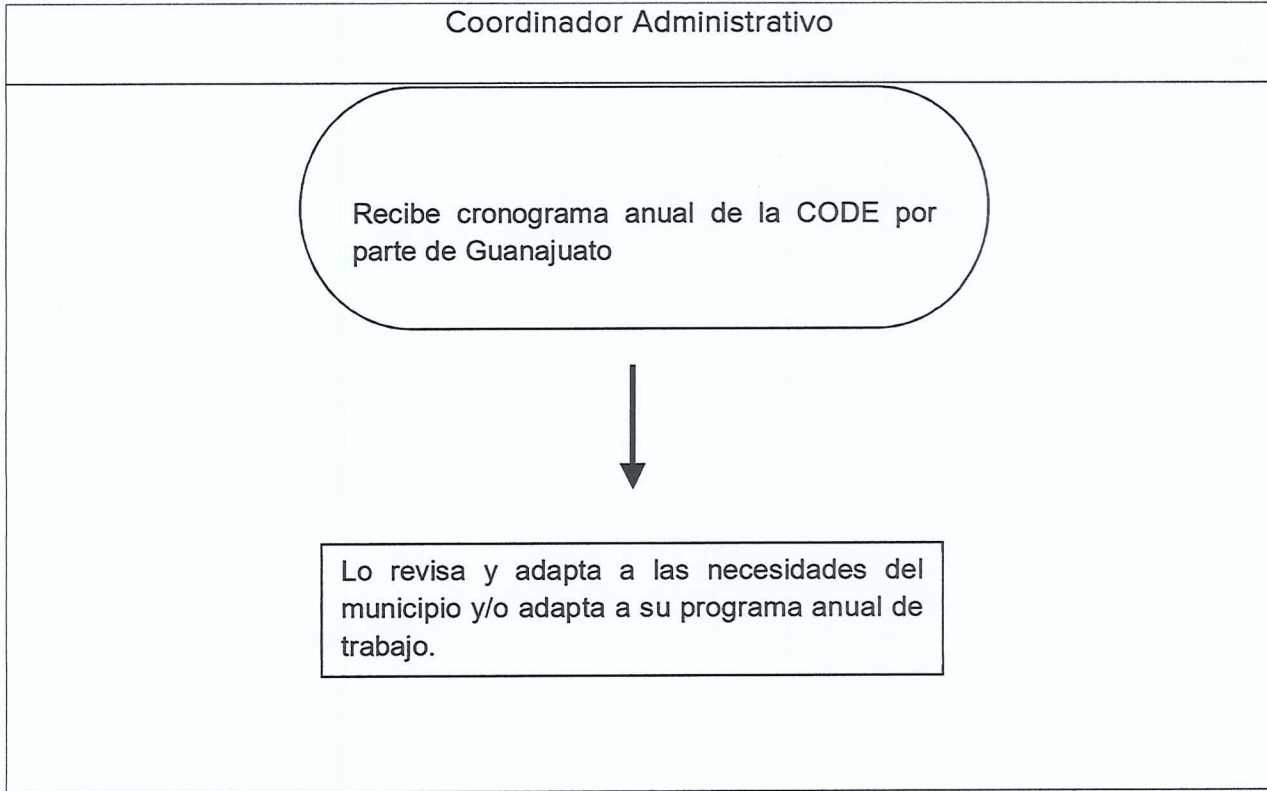 Coordinador Administrativo
Recibe cronograma anual de la CODE por
parte de Guanajuato
Lo revisa y adapta a las necesidades del
municipio y/o adapta a su programa anual de
trabajo.